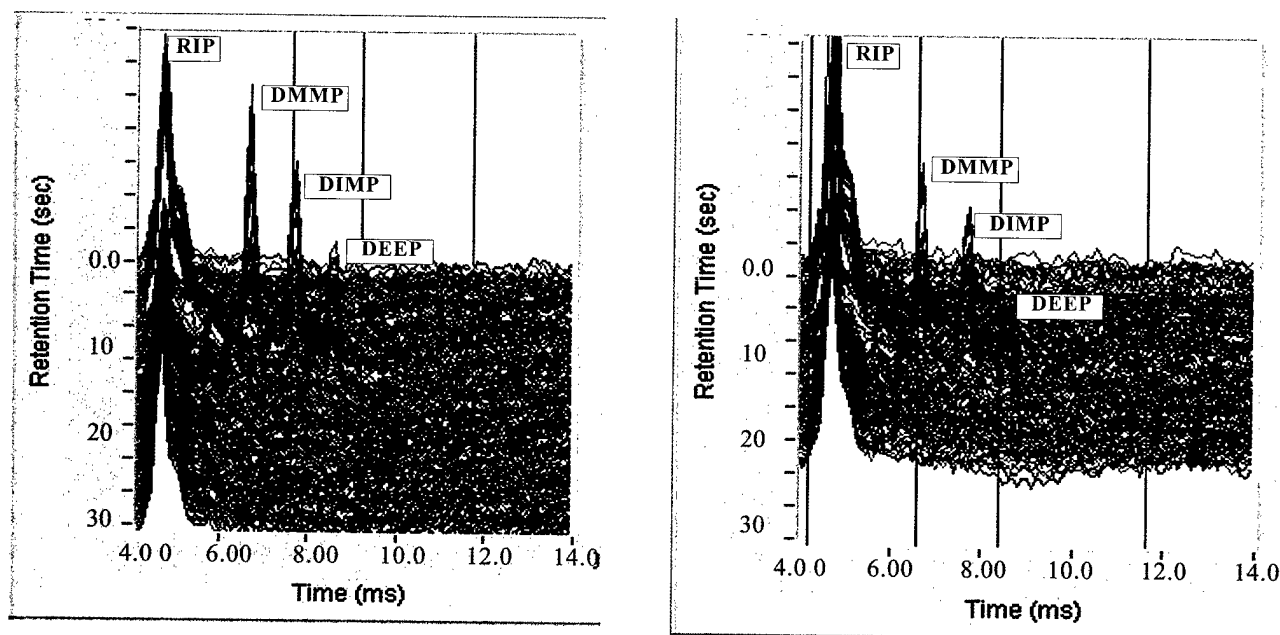 RIP
DMMP
DIMP
DEEP
Retention Time (sec)
0.0
10
20
30
4.0 0 6.00 8.00 10.0 12.0 14.0
Time (ms)
RIP
DMMP
DIMP
DEEP
Retention Time (sec)
0.0
10
20
30
4.0 0 6.00 8.00 10.0 12.0 14.0
Time (ms)